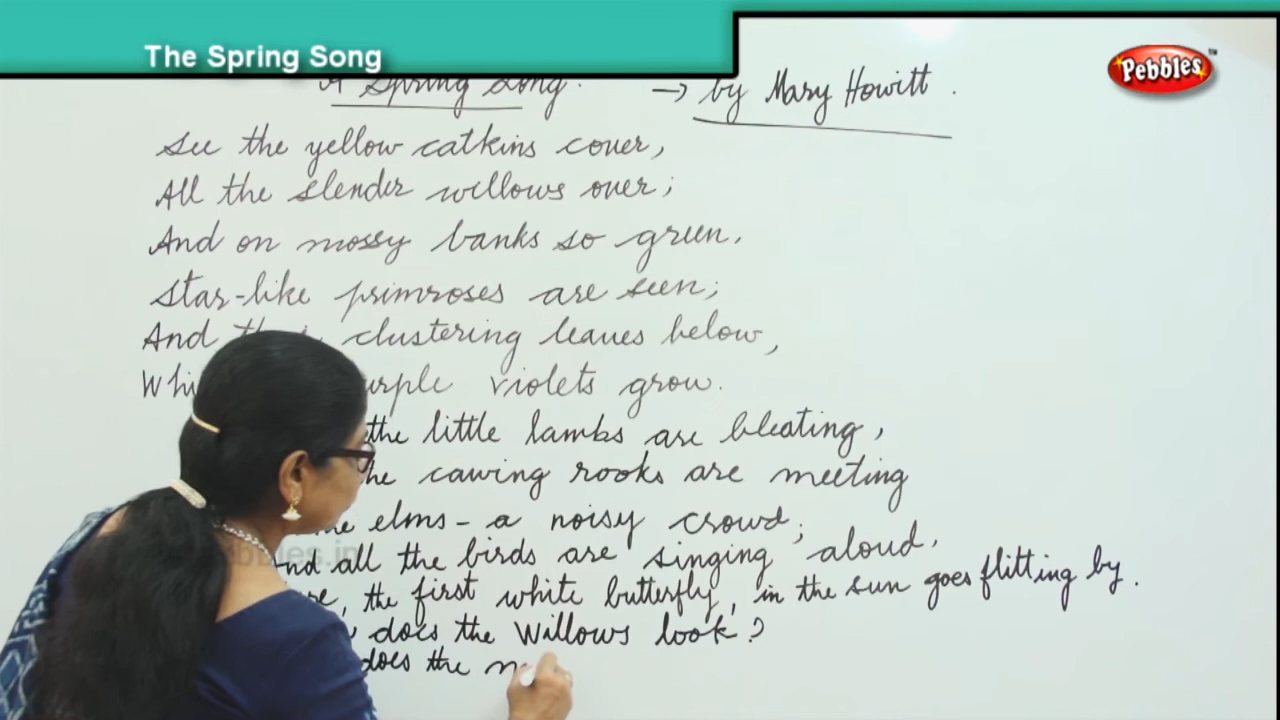 The Spring Song
Pebbles
A Spring Song. → by Mary Howitt.
See the yellow catkins cover,
All the slender willows over;
And on mossy banks so green,
Star-like primroses are seen;
And clustering leaves below,
violets grow.
the little lambs are bleating,
cawing rooks are meeting
elms - a noisy crowd;
all the birds are singing aloud,
the first white butterfly, in the sun goes flitting by.
does the Willows look?
does the